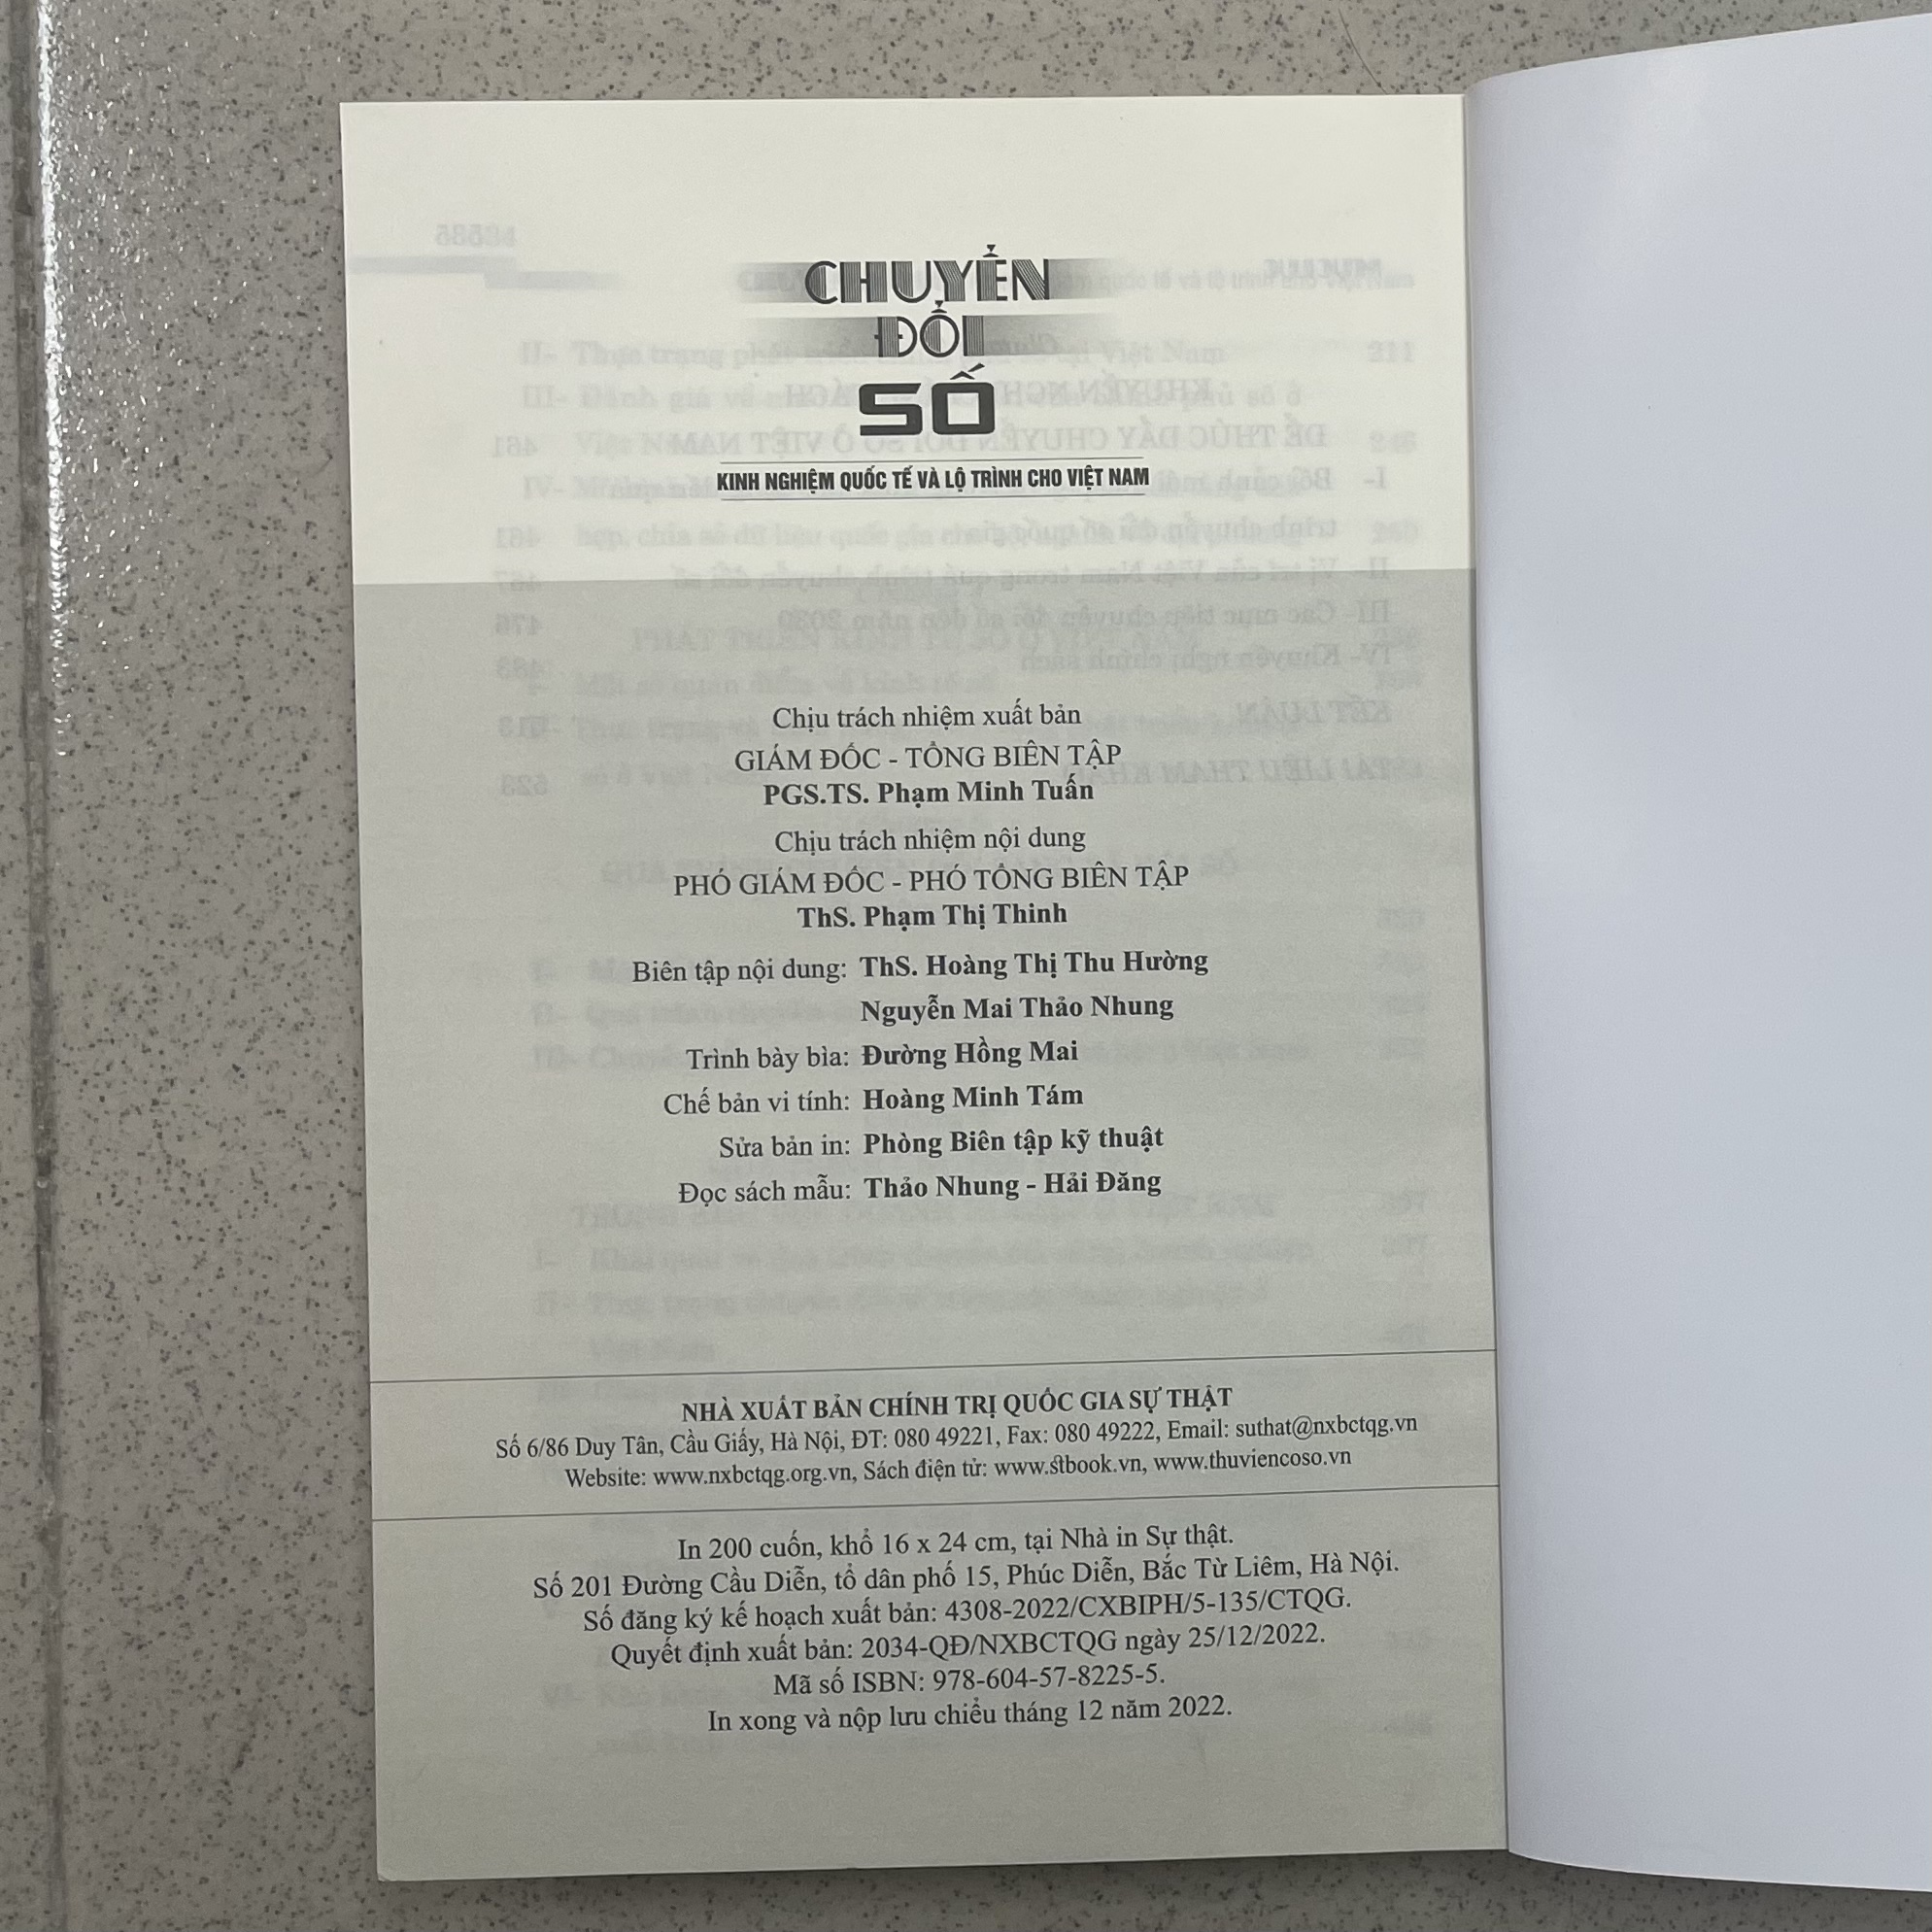 CHUYỂN
ĐỔI
SỐ
KINH NGHIỆM QUỐC TẾ VÀ LỘ TRÌNH CHO VIỆT NAM
Chịu trách nhiệm xuất bản
GIÁM ĐỐC - TỔNG BIÊN TẬP
PGS.TS. Phạm Minh Tuấn
Chịu trách nhiệm nội dung
PHÓ GIÁM ĐỐC - PHÓ TỔNG BIÊN TẬP
ThS. Phạm Thị Thinh
Biên tập nội dung: ThS. Hoàng Thị Thu Hường
Nguyễn Mai Thảo Nhung
Trình bày bìa: Đường Hồng Mai
Chế bản vi tính: Hoàng Minh Tám
Sửa bản in: Phòng Biên tập kỹ thuật
Đọc sách mẫu: Thảo Nhung - Hải Đăng
NHÀ XUẤT BẢN CHÍNH TRỊ QUỐC GIA SỰ THẬT
Số 6/86 Duy Tân, Cầu Giấy, Hà Nội, ĐT: 080 49221, Fax: 080 49222, Email: suthat@nxbctqg.vn
Website: www.nxbctqg.org.vn, Sách điện tử: www.stbook.vn, www.thuviencoso.vn
In 200 cuốn, khổ 16 x 24 cm, tại Nhà in Sự thật.
Số 201 Đường Cầu Diễn, tổ dân phố 15, Phúc Diễn, Bắc Từ Liêm, Hà Nội.
Số đăng ký kế hoạch xuất bản: 4308-2022/CXBIPH/5-135/CTQG.
Quyết định xuất bản: 2034-QĐ/NXBCTQG ngày 25/12/2022.
Mã số ISBN: 978-604-57-8225-5.
In xong và nộp lưu chiểu tháng 12 năm 2022.